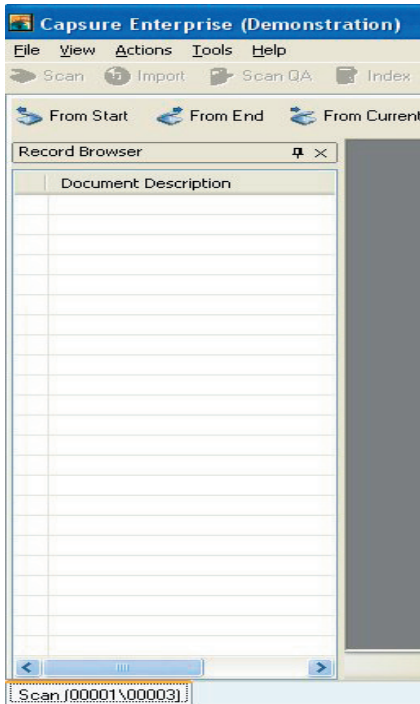 Capsure Enterprise (Demonstration)
File View Actions Tools Help
Scan Import Scan QA Index
From Start From End From Current
Record Browser
Document Description
Scan (00001\00003)